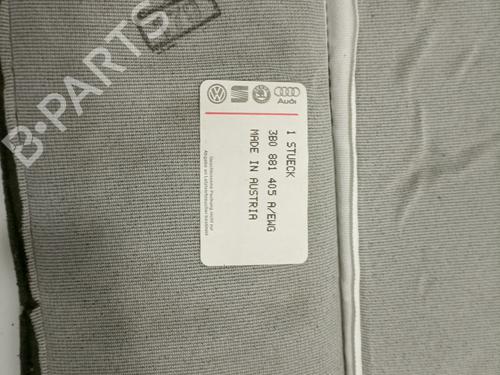 B-PARTS
Audi
1 STUECK
3B0 881 405 A/EWG
MADE IN AUSTRIA